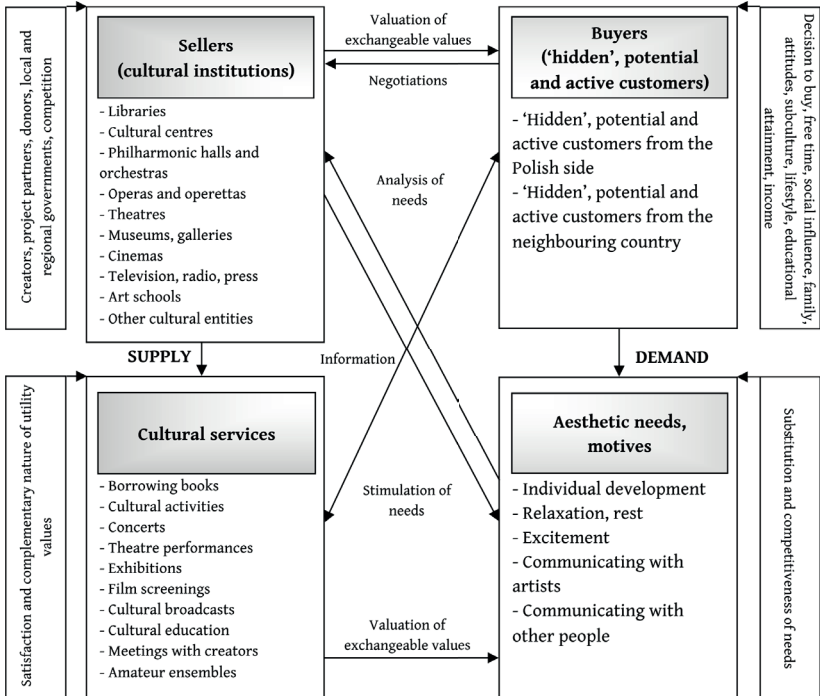 Creators, project partners, donors, local and
regional governments, competition
Sellers
(cultural institutions)
- Libraries
- Cultural centres
- Philharmonic halls and
orchestras
- Operas and operettas
- Theatres
- Museums, galleries
- Cinemas
- Television, radio, press
- Art schools
- Other cultural entities
Valuation of
exchangeable values
Negotiations
Analysis of
needs
Buyers
(‘hidden’, potential
and active customers)
- ‘Hidden’, potential and
active customers from the
Polish side
- ‘Hidden’, potential and
active customers from the
neighbouring country
Decision to buy, free time, social influence, family,
attitudes, subculture, lifestyle, educational
attainment, income
SUPPLY
Information
DEMAND
Satisfaction and complementary nature of utility
values
Cultural services
- Borrowing books
- Cultural activities
- Concerts
- Theatre performances
- Exhibitions
- Film screenings
- Cultural broadcasts
- Cultural education
- Meetings with creators
- Amateur ensembles
Stimulation of
needs
Valuation of
exchangeable values
Aesthetic needs,
motives
- Individual development
- Relaxation, rest
- Excitement
- Communicating with
artists
- Communicating with
other people
Substitution and competitiveness of needs